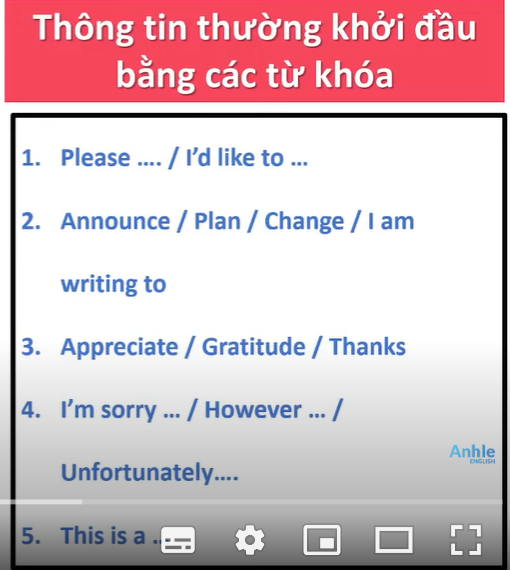 Thông tin thường khởi đầu
bằng các từ khóa
1. Please .... / I'd like to ...
2. Announce / Plan / Change / I am
writing to
3. Appreciate / Gratitude / Thanks
4. I'm sorry ... / However ... /
Unfortunately....
Anhle
ENGLISH
5. This is a ..